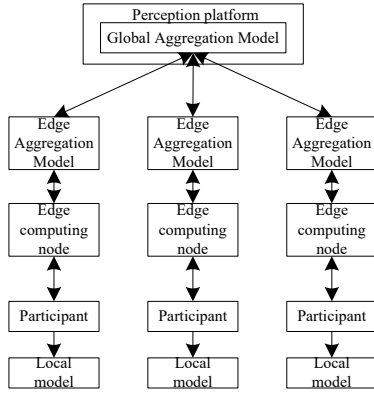 Perception platform
Global Aggregation Model
Edge
Aggregation
Model
Edge
Aggregation
Model
Edge
Aggregation
Model
Edge
computing
node
Edge
computing
node
Edge
computing
node
Participant
Participant
Participant
Local
model
Local
model
Local
model